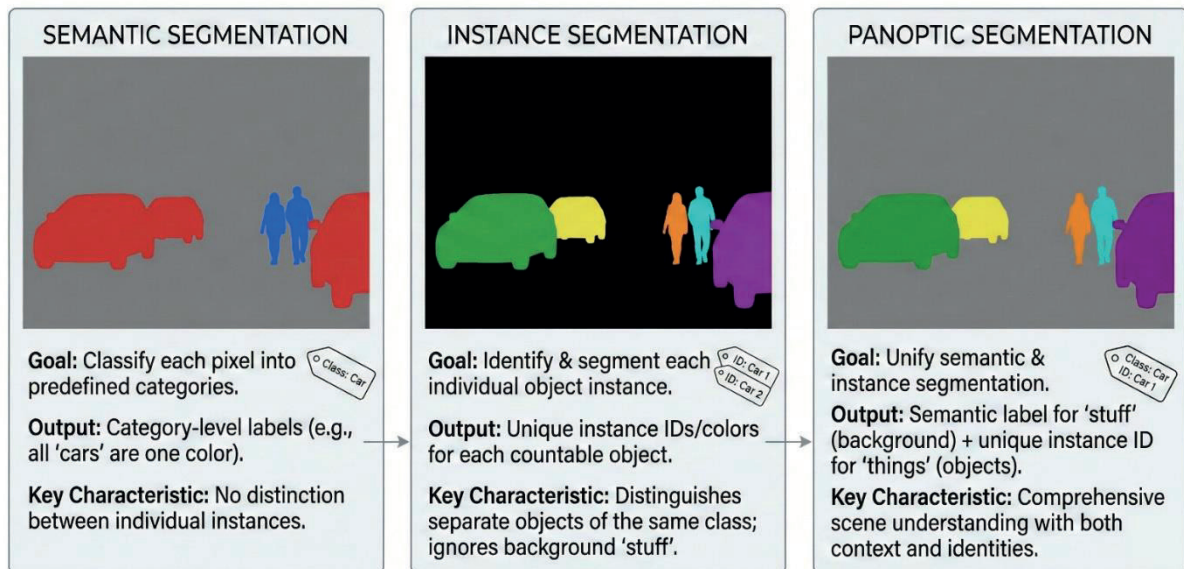 SEMANTIC SEGMENTATION
Goal: Classify each pixel into
predefined categories.
Class: Car
Output: Category-level labels (e.g.,
all ‘cars’ are one color).
Key Characteristic: No distinction
between individual instances.
INSTANCE SEGMENTATION
Goal: Identify & segment each
individual object instance.
ID: Car 1
ID: Car 2
Output: Unique instance IDs/colors
for each countable object.
Key Characteristic: Distinguishes
separate objects of the same class;
ignores background ‘stuff’.
PANOPTIC SEGMENTATION
Goal: Unify semantic &
instance segmentation.
Class: Car
ID: Car 1
Output: Semantic label for ‘stuff’
(background) + unique instance ID
for ‘things’ (objects).
Key Characteristic: Comprehensive
scene understanding with both
context and identities.